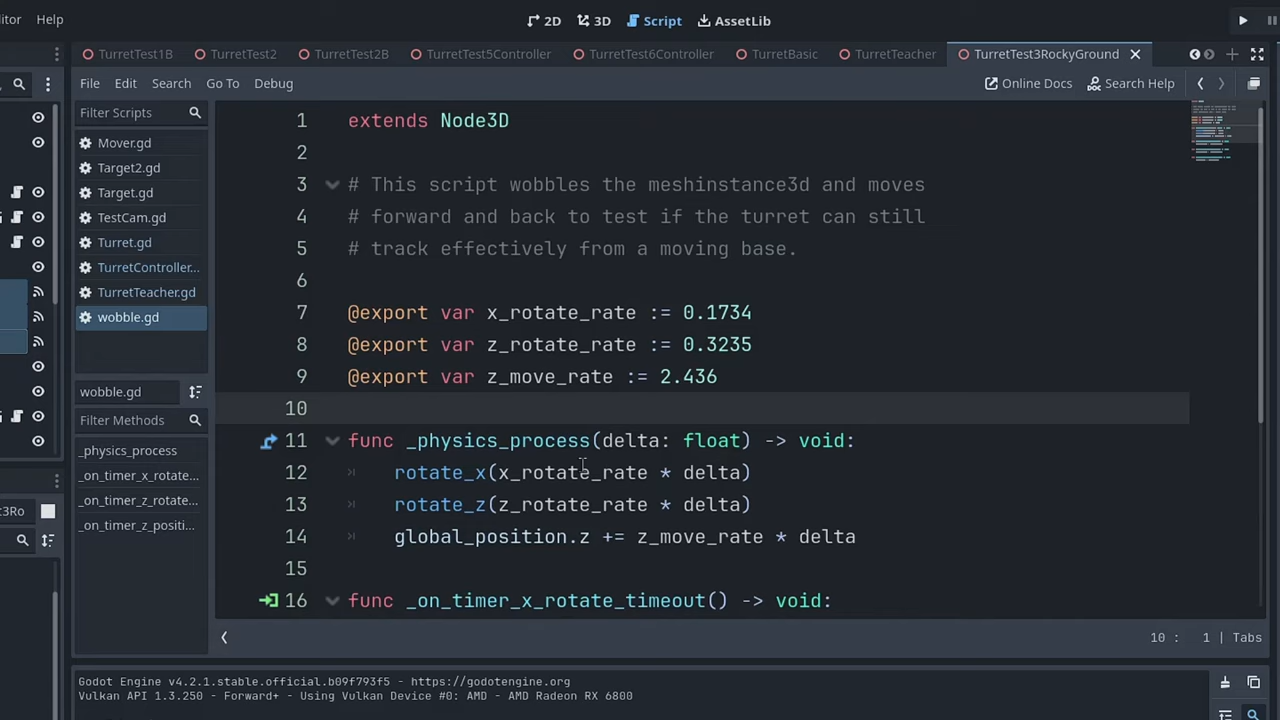 itor Help
2D 3D Script AssetLib
TurretTest1B TurretTest2 TurretTest2B TurretTest5Controller TurretTest6Controller TurretBasic TurretTeacher TurretTest3RockyGround
File Edit Search Go To Debug Online Docs Search Help
Filter Scripts
Mover.gd
Target2.gd
Target.gd
TestCam.gd
Turret.gd
TurretController...
TurretTeacher.gd
wobble.gd
wobble.gd
Filter Methods
_physics_process
_on_timer_x_rotate...
_on_timer_z_rotate...
_on_timer_z_positi...
:3Ro
1 extends Node3D
2
3 # This script wobbles the meshinstance3d and moves
4 # forward and back to test if the turret can still
5 # track effectively from a moving base.
6
7 @export var x_rotate_rate := 0.1734
8 @export var z_rotate_rate := 0.3235
9 @export var z_move_rate := 2.436
10
11 func _physics_process(delta: float) -> void:
12 rotate_x(x_rotate_rate * delta)
13 rotate_z(z_rotate_rate * delta)
14 global_position.z += z_move_rate * delta
15
16 func _on_timer_x_rotate_timeout() -> void:
10 : 1 | Tabs
Godot Engine v4.2.1.stable.official.b09f793f5 - https://godotengine.org
Vulkan API 1.3.250 - Forward+ - Using Vulkan Device #0: AMD - AMD Radeon RX 6800